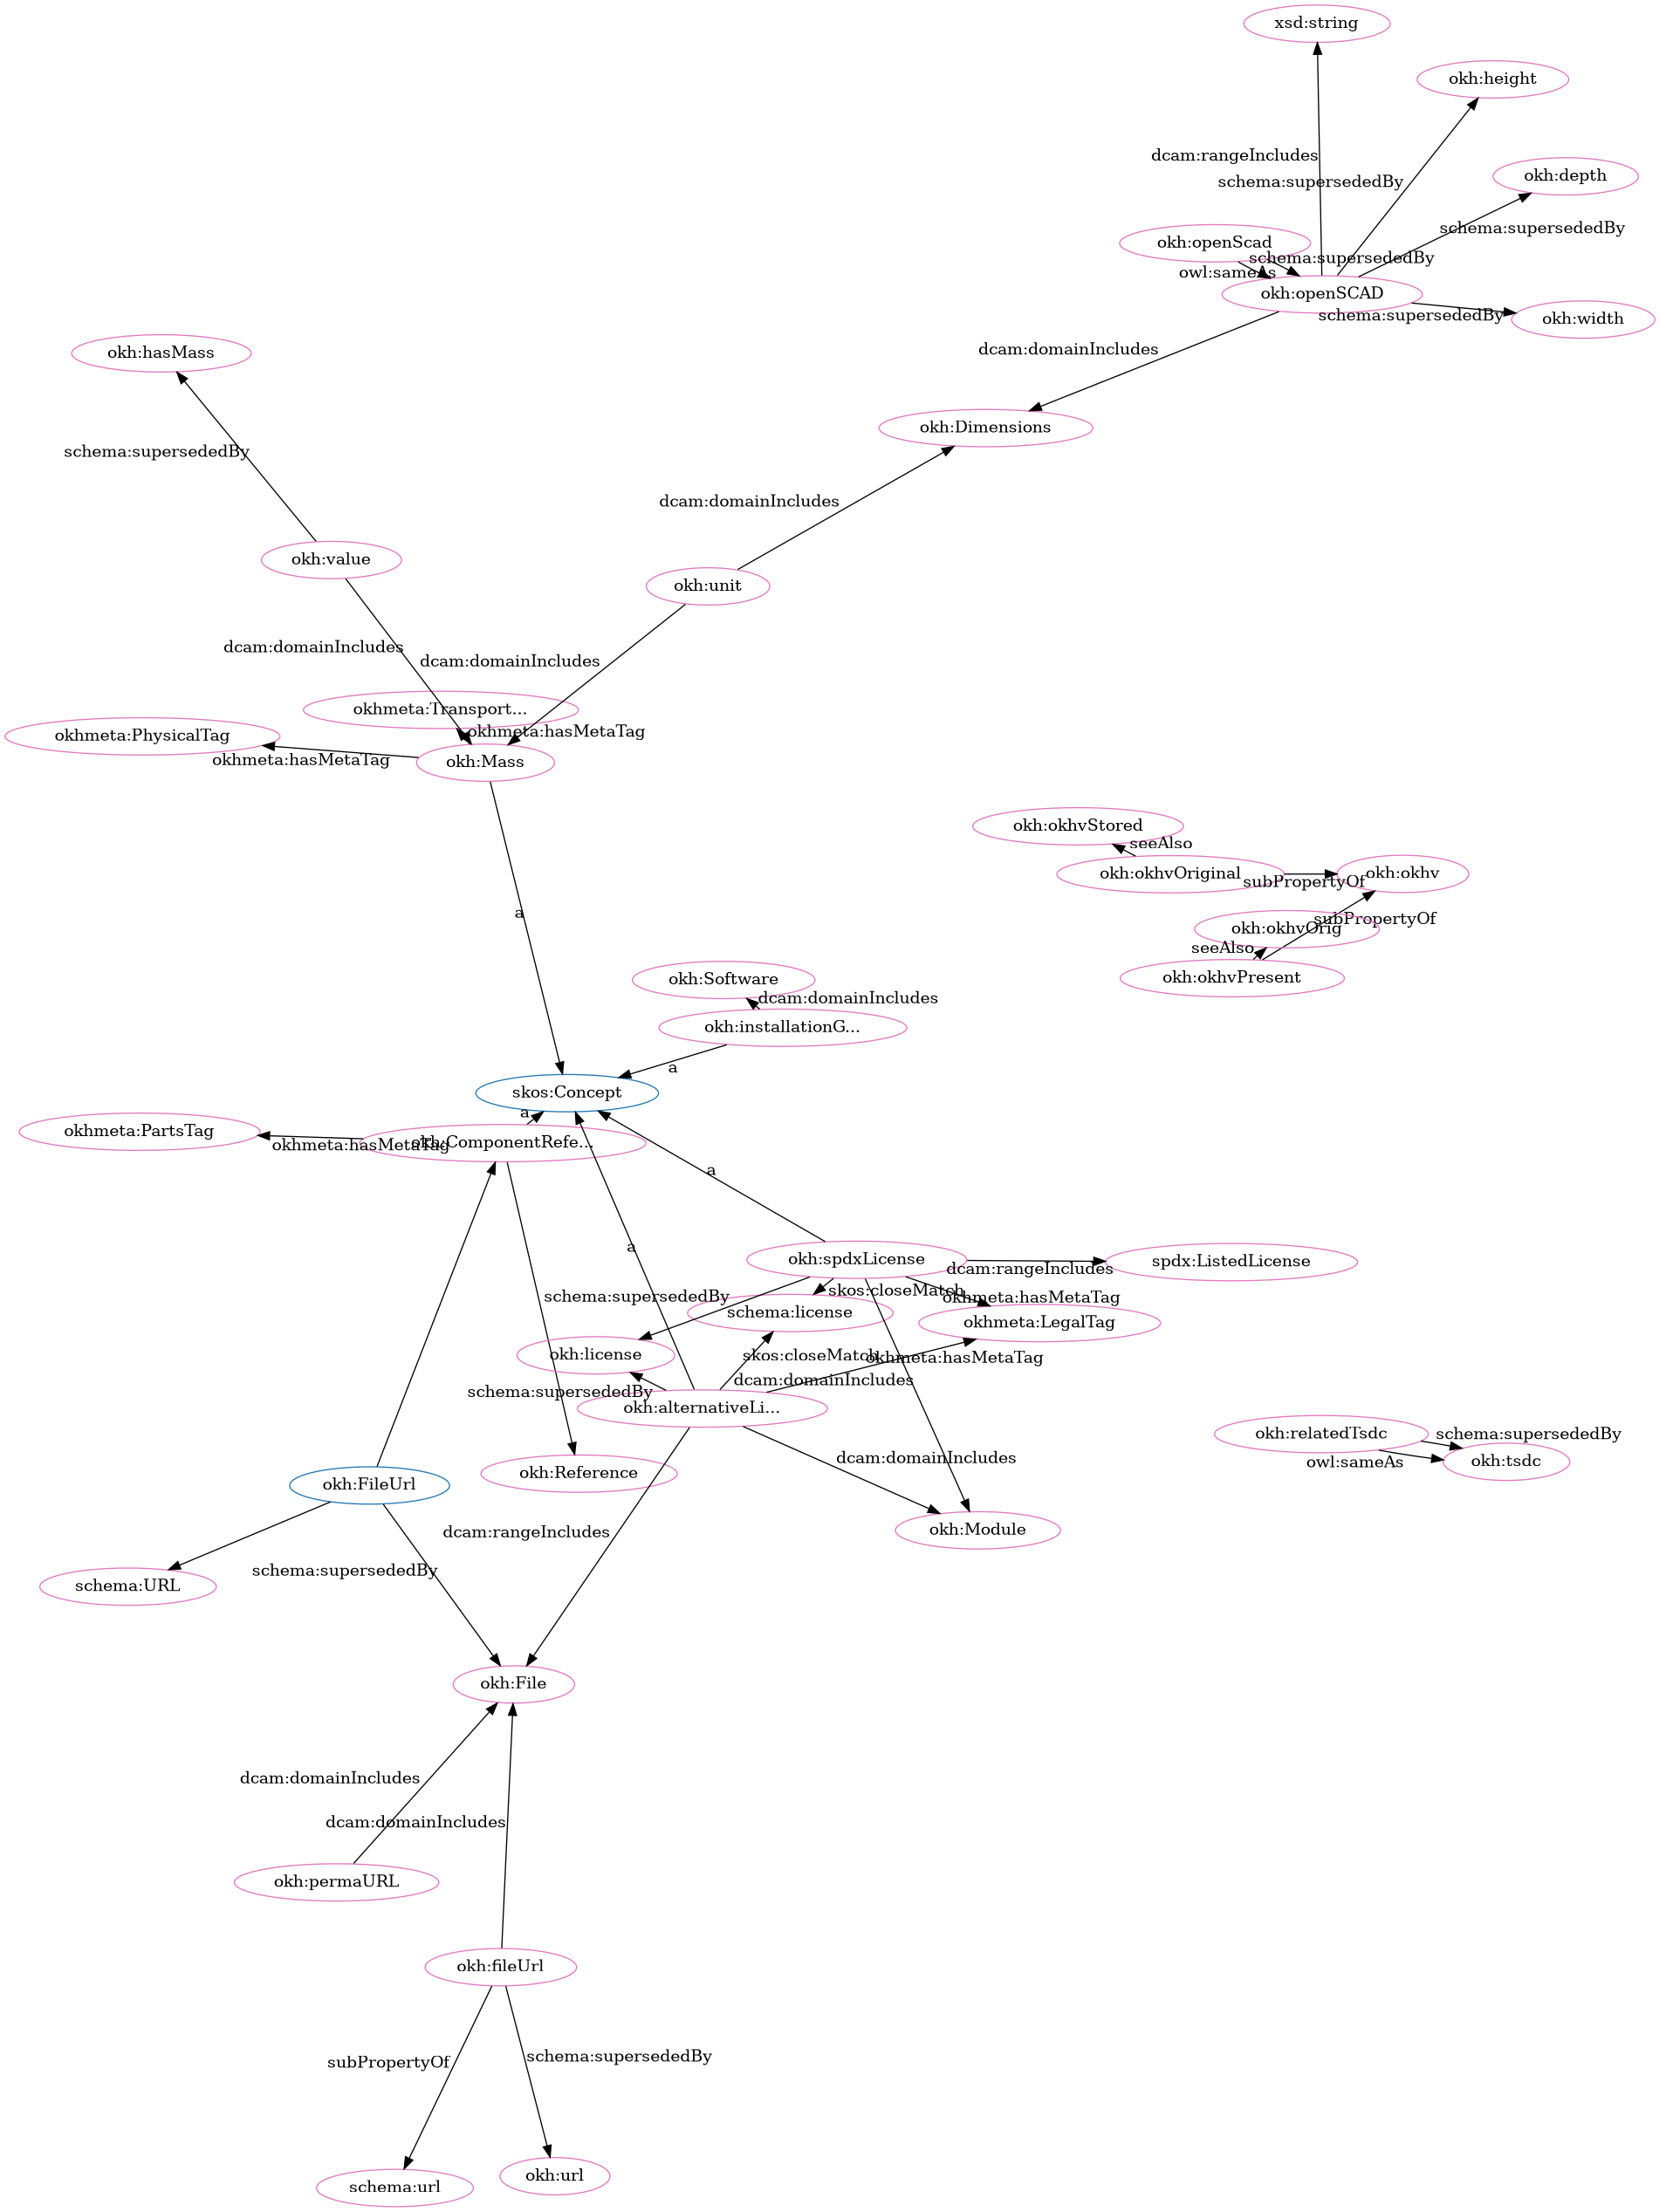 xsd:string
okh:height
dcam:rangeIncludes
schema:supersededBy
okh:depth
schema:supersededBy
okh:openScad
schema:supersededBy
owl:sameAs
okh:openSCAD
schema:supersededBy
okh:width
dcam:domainIncludes
okh:hasMass
okh:Dimensions
schema:supersededBy
dcam:domainIncludes
okh:value
okh:unit
dcam:domainIncludes
dcam:domainIncludes
okhmeta:Transport...
okhmeta:PhysicalTag
okhmeta:hasMetaTag
okhmeta:hasMetaTag
okh:Mass
okh:okhvStored
seeAlso
okh:okhvOriginal
okh:okhv
subPropertyOf
a
subPropertyOf
okh:okhvOrig
seeAlso
okh:okhvPresent
okh:Software
dcam:domainIncludes
okh:installationG...
a
skos:Concept
a
okhmeta:PartsTag
okhmeta:hasMetaTag
okh:ComponentRefe...
a
a
okh:spdxLicense
spdx:ListedLicense
dcam:rangeIncludes
skos:closeMatch
okhmeta:hasMetaTag
schema:supersededBy
schema:license
okhmeta:LegalTag
okh:license
skos:closeMatch
okhmeta:hasMetaTag
dcam:domainIncludes
schema:supersededBy
okh:alternativeLi...
okh:relatedTsdc
schema:supersededBy
owl:sameAs
okh:tsdc
dcam:domainIncludes
okh:Reference
okh:FileUrl
dcam:rangeIncludes
okh:Module
schema:supersededBy
schema:URL
okh:File
dcam:domainIncludes
dcam:domainIncludes
okh:permaURL
okh:fileUrl
subPropertyOf
schema:supersededBy
schema:url
okh:url